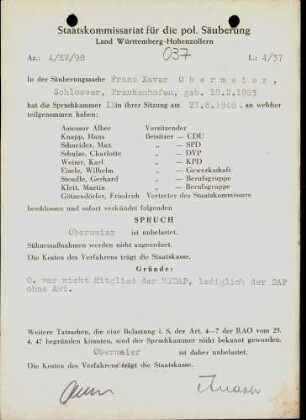 Staatskommissariat für die pol. Säuberung
Land Württemberg-Hohenzollern
Az.: 4/XV/98 037 L.: 4/57
In der Säuberungssache Franz Xaver Obermeier,
Schlosser, Frankenhofen, geb. 18.2.1883
hat die Spruchkammer IX in ihrer Sitzung am 27.8.1948. an welcher
teilgenommen haben:
Assessor Alber Vorsitzender
Knapp, Hans Beisitzer — CDU
Schneider, Max „ — SPD
Schulze, Charlotte „ — DVP
Weiner, Karl „ — KPD
Eisele, Wilhelm „ — Gewerkschaft
Steudle, Gerhard „ — Berufsgruppe
Klett, Martin „ — Berufsgruppe
Götzendörfer, Friedrich Vertreter des Staatskommissars
beschlossen und sofort verkündet folgenden
SPRUCH
Obermeier ist unbelastet.
Sühnemaßnahmen werden nicht angeordnet.
Die Kosten des Verfahrens trägt die Staatskasse.
Gründe:
O. war nicht Mitglied der NSDAP, lediglich der DAF
ohne Amt.
Weitere Tatsachen, die eine Belastung i. S. der Art. 4—7 der RAO vom 25.
4. 47 begründen könnten, sind der Spruchkammer nicht bekannt geworden.
Obermeier ist daher unbelastet.
Die Kosten des Verfahrens trägt die Staatskasse.